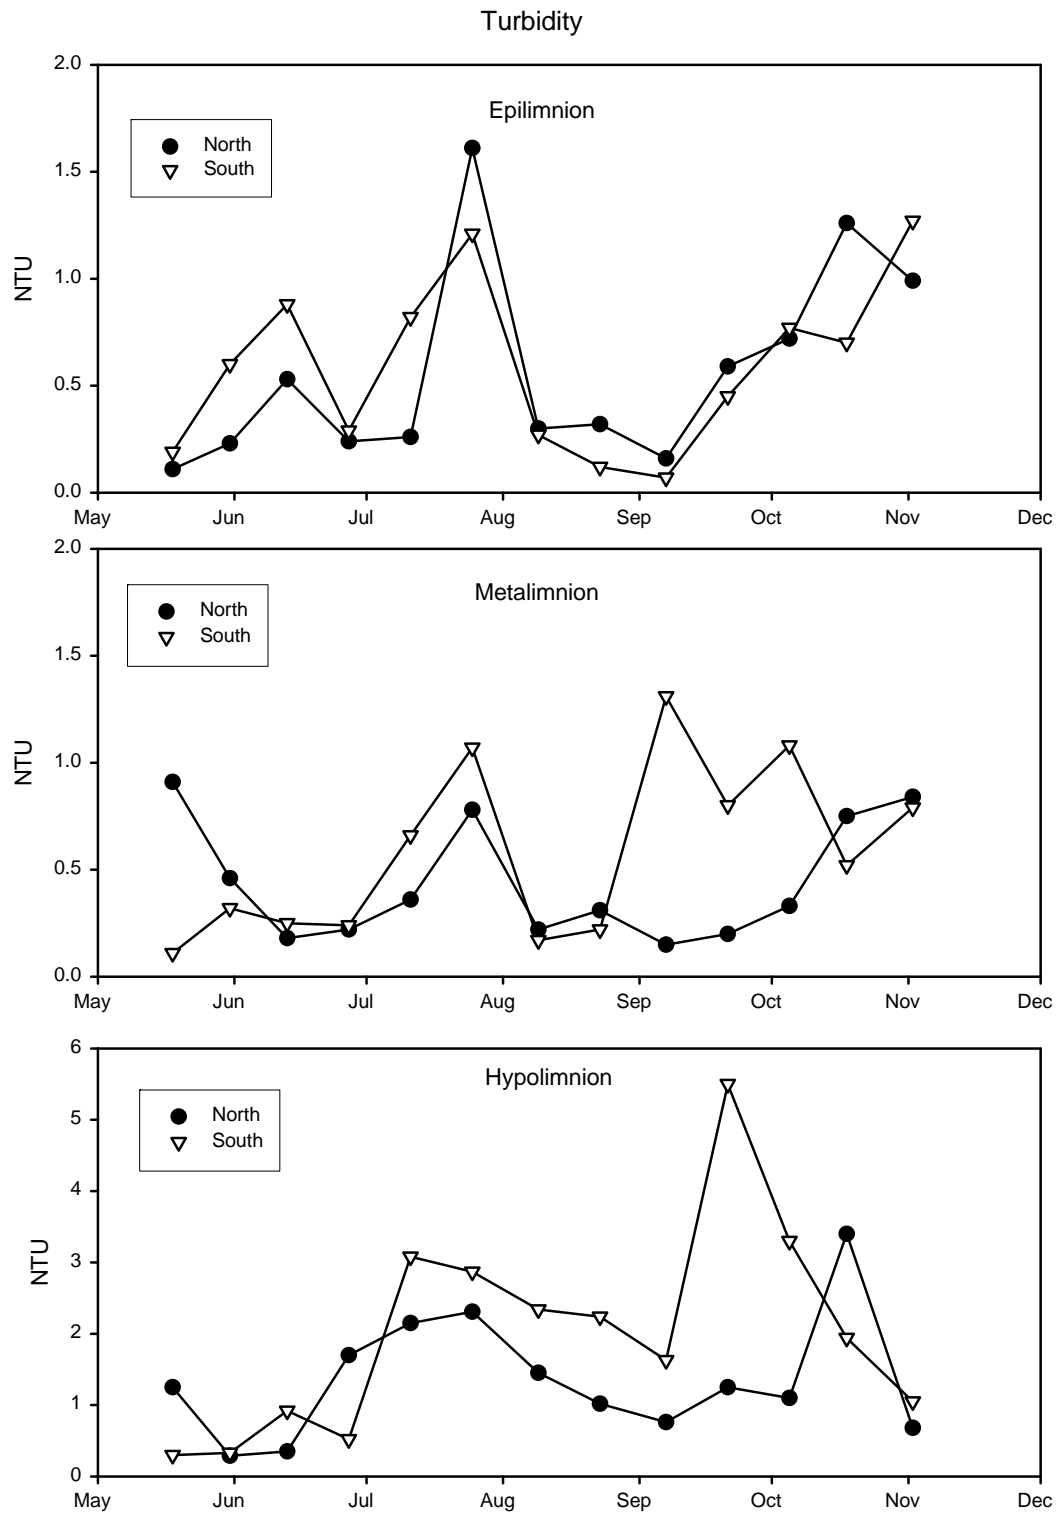 Turbidity
2.0
Epilimnion
North
South
1.5
1.0
NTU
0.5
0.0
May Jun Jul Aug Sep Oct Nov Dec
2.0
Metalimnion
North
South
1.5
1.0
NTU
0.5
0.0
May Jun Jul Aug Sep Oct Nov Dec
6
Hypolimnion
North
South
5
4
3
NTU
2
1
0
May Jun Jul Aug Sep Oct Nov Dec